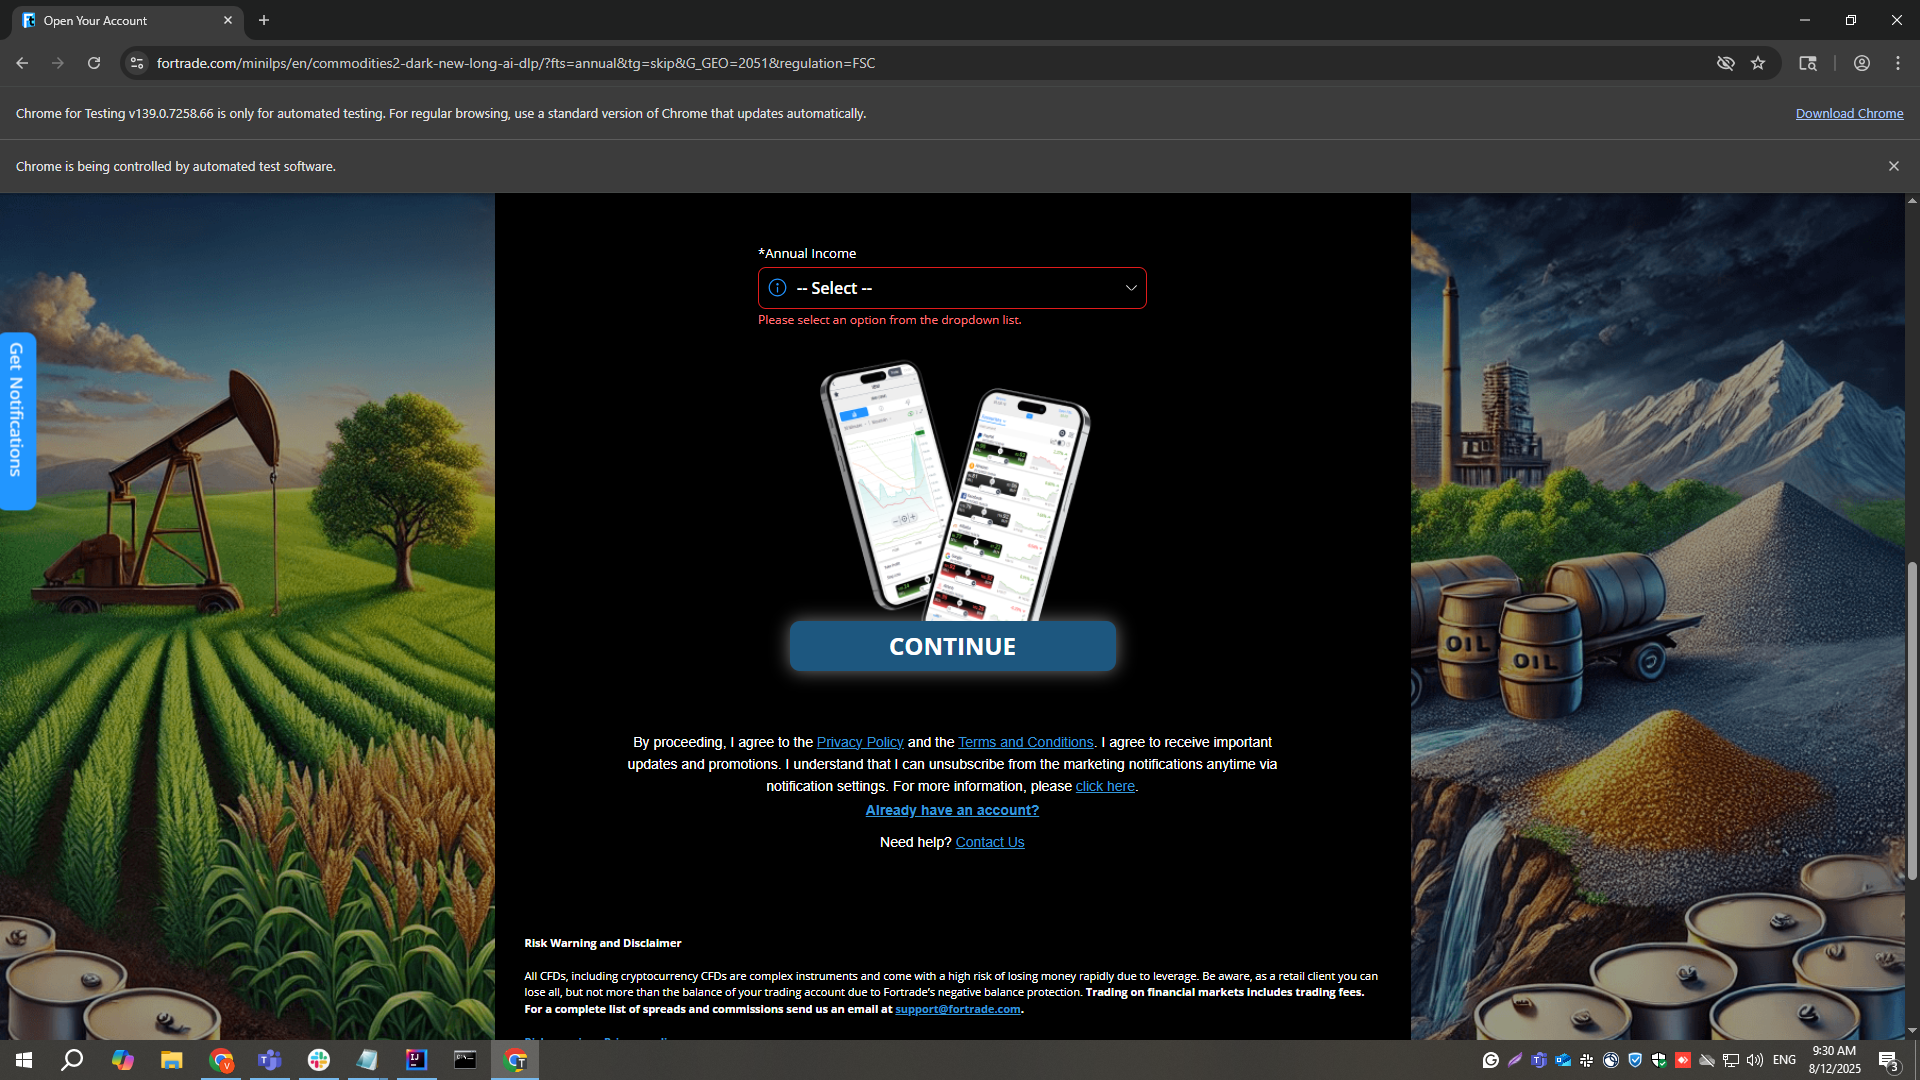 Open Your Account
fortrade.com/minilps/en/commodities2-dark-new-long-ai-dlp/?fts=annual&tg=skip&G_GEO=2051&regulation=FSC
Chrome for Testing v139.0.7258.66 is only for automated testing. For regular browsing, use a standard version of Chrome that updates automatically.
Download Chrome
Chrome is being controlled by automated test software.
Get Notifications
*Annual Income
-- Select --
Please select an option from the dropdown list.
CONTINUE
OIL
OIL
By proceeding, I agree to the Privacy Policy and the Terms and Conditions. I agree to receive important
updates and promotions. I understand that I can unsubscribe from the marketing notifications anytime via
notification settings. For more information, please click here.
Already have an account?
Need help? Contact Us
Risk Warning and Disclaimer
All CFDs, including cryptocurrency CFDs are complex instruments and come with a high risk of losing money rapidly due to leverage. Be aware, as a retail client you can
lose all, but not more than the balance of your trading account due to Fortrade's negative balance protection. Trading on financial markets includes trading fees.
For a complete list of spreads and commissions send us an email at support@fortrade.com.
ENG
9:30 AM
8/12/2025
3